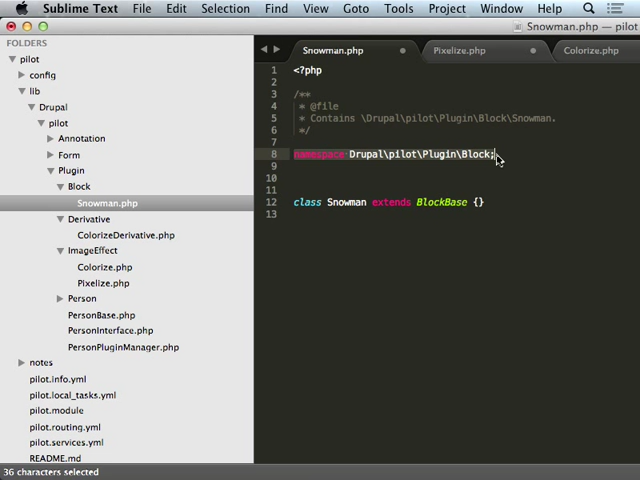 Sublime Text File Edit Selection Find View Goto Tools Project Window Help
Snowman.php — pilot
FOLDERS
pilot
config
lib
Drupal
pilot
Annotation
Form
Plugin
Block
Snowman.php
Derivative
ColorizeDerivative.php
ImageEffect
Colorize.php
Pixelize.php
Person
PersonBase.php
PersonInterface.php
PersonPluginManager.php
notes
pilot.info.yml
pilot.local_tasks.yml
pilot.module
pilot.routing.yml
pilot.services.yml
README.md
Snowman.php Pixelize.php Colorize.php
1 <?php
2
3 /**
4 * @file
5 * Contains \Drupal\pilot\Plugin\Block\Snowman.
6 */
7
8 namespace Drupal\pilot\Plugin\Block;
9
10
11
12 class Snowman extends BlockBase {}
13
36 characters selected